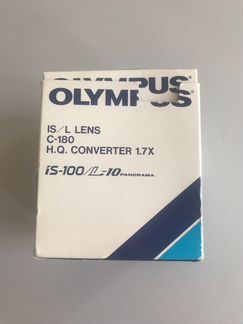 OLYMPUS
OLYMPUS
IS/L LENS
C-180
H.Q. CONVERTER 1.7X
iS-100/L-10 PANORAMA